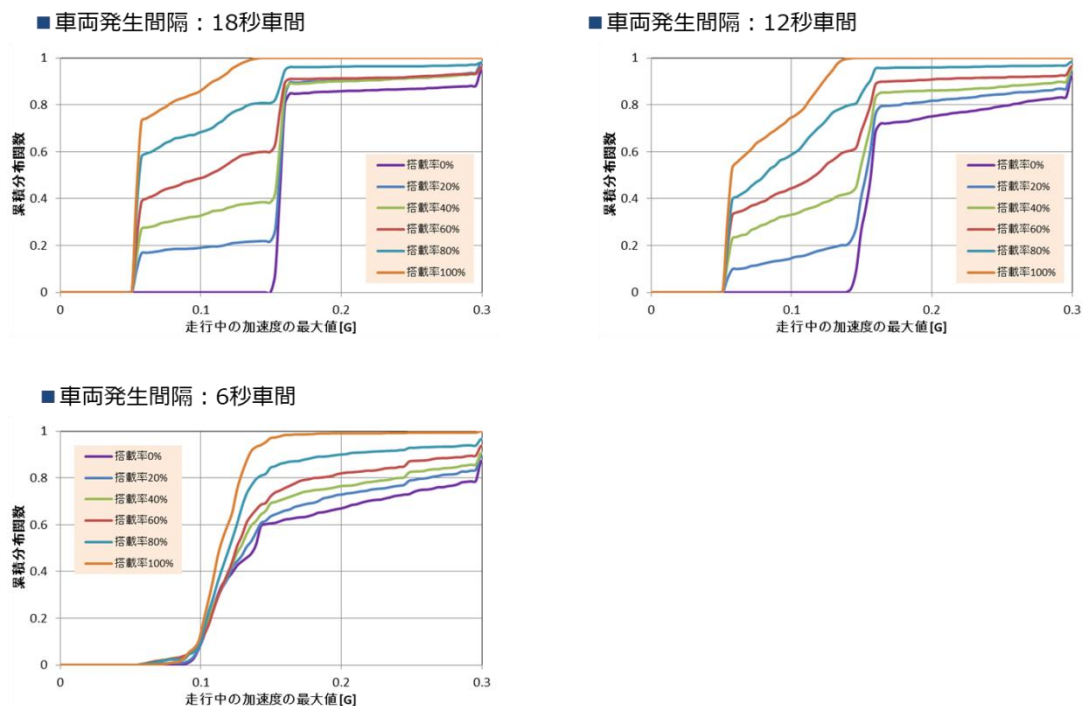 ■車両発生間隔：18秒車間
累積分布関数
1
0.8
0.6
0.4
0.2
0
0
0.1
0.2
0.3
走行中の加速度の最大値[G]
搭載率0%
搭載率20%
搭載率40%
搭載率60%
搭載率80%
搭載率100%
■車両発生間隔：12秒車間
累積分布関数
1
0.8
0.6
0.4
0.2
0
0
0.1
0.2
0.3
走行中の加速度の最大値[G]
搭載率0%
搭載率20%
搭載率40%
搭載率60%
搭載率80%
搭載率100%
■車両発生間隔：6秒車間
累積分布関数
1
0.8
0.6
0.4
0.2
0
0
0.1
0.2
0.3
走行中の加速度の最大値[G]
搭載率0%
搭載率20%
搭載率40%
搭載率60%
搭載率80%
搭載率100%